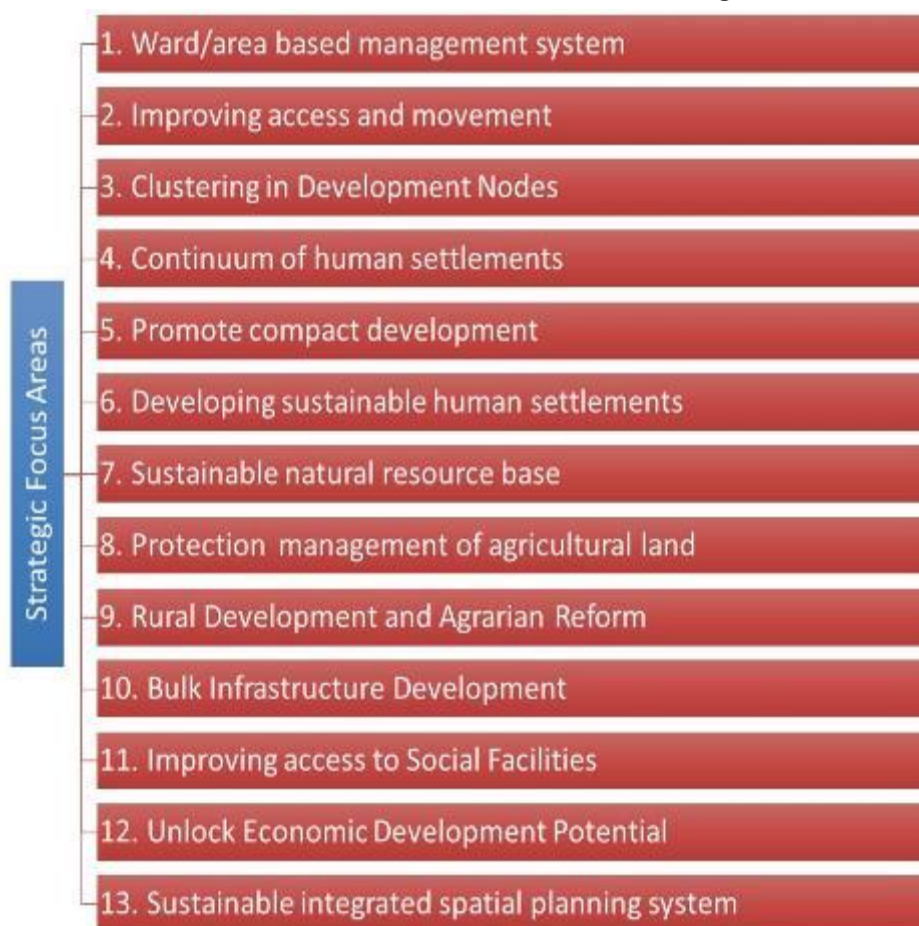 Strategic Focus Areas
1. Ward/area based management system
2. Improving access and movement
3. Clustering in Development Nodes
4. Continuum of human settlements
5. Promote compact development
6. Developing sustainable human settlements
7. Sustainable natural resource base
8. Protection management of agricultural land
9. Rural Development and Agrarian Reform
10. Bulk Infrastructure Development
11. Improving access to Social Facilities
12. Unlock Economic Development Potential
13. Sustainable integrated spatial planning system